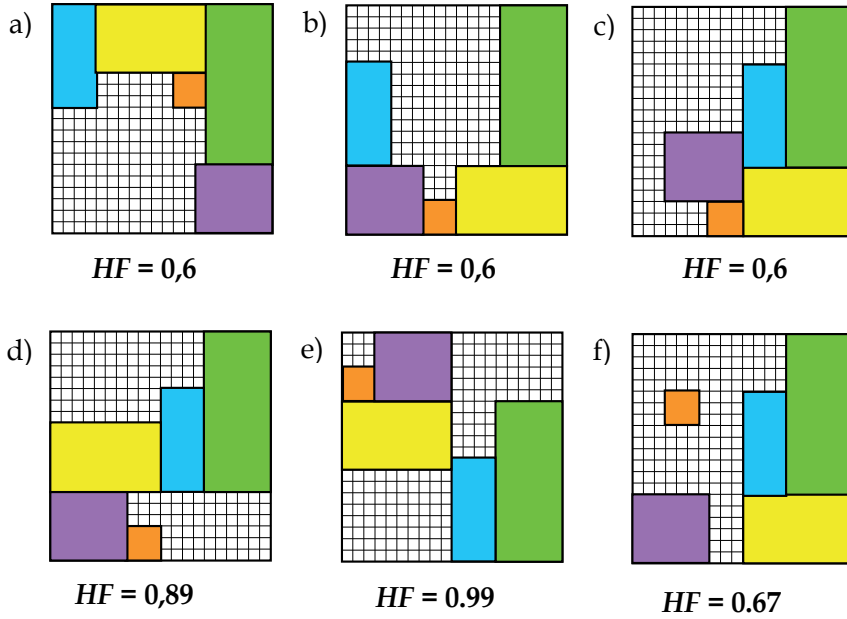 a)
b)
c)
HF = 0,6
HF = 0,6
HF = 0,6
d)
e)
f)
HF = 0,89
HF = 0.99
HF = 0.67